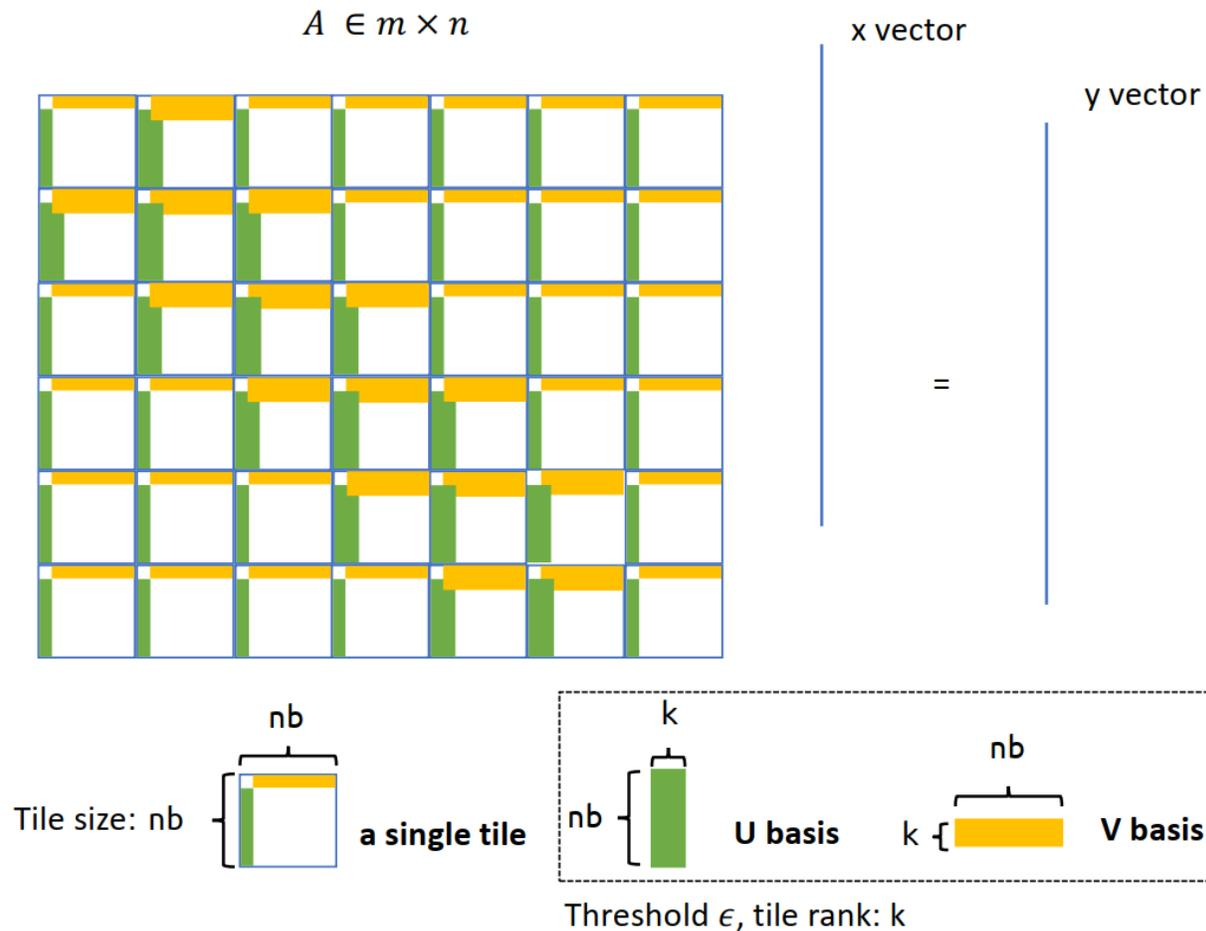 A ∈ m × n
x vector
y vector
=
nb
Tile size: nb
a single tile
k
nb
U basis
nb
k
V basis
Threshold ϵ, tile rank: k